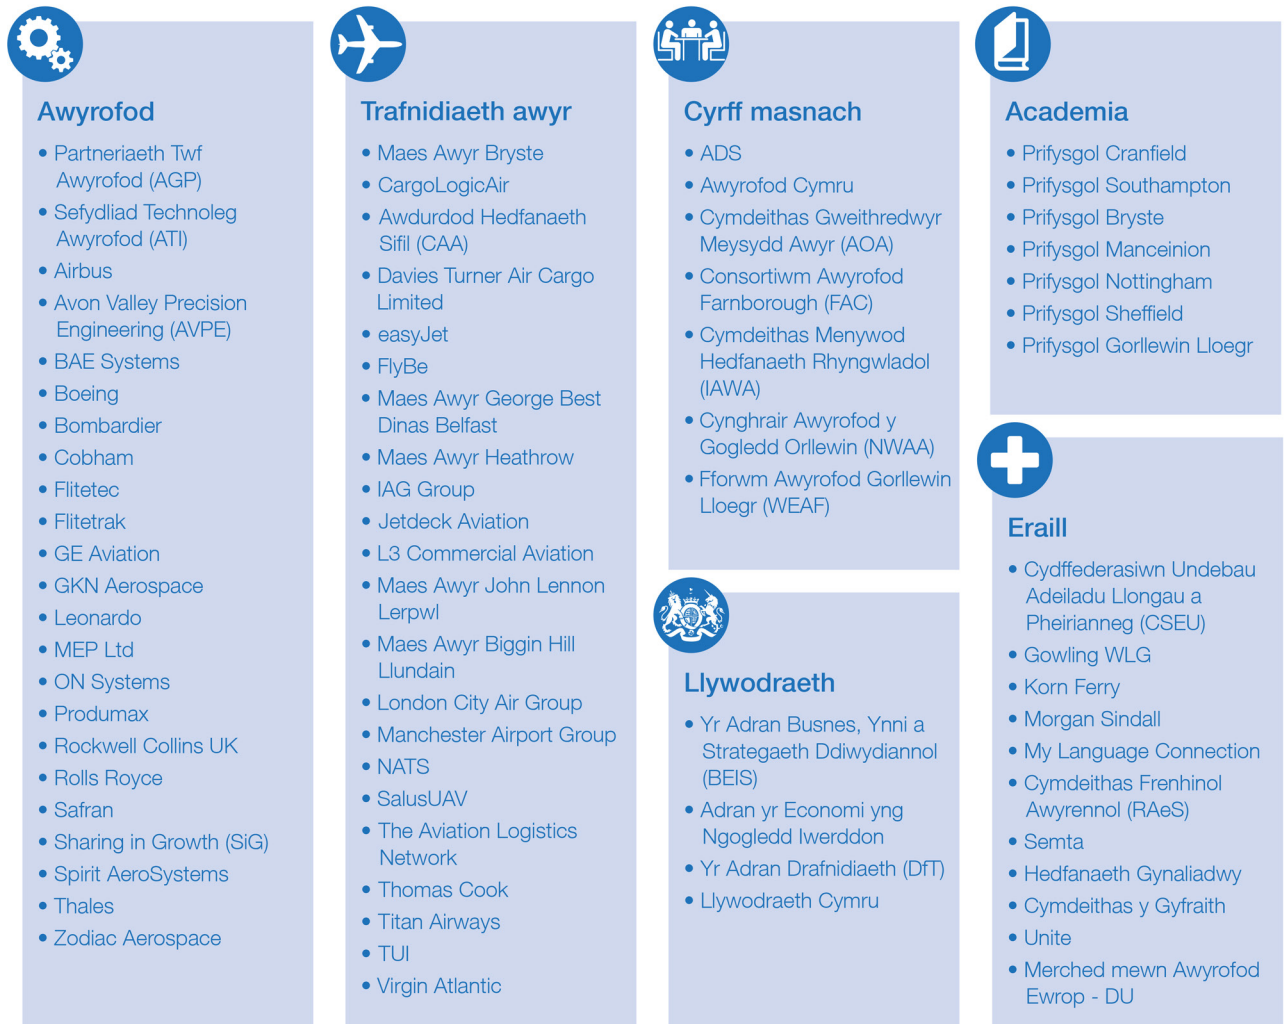 Awyrofod
• Partneriaeth Twf
Awyrofod (AGP)
• Sefydliad Technoleg
Awyrofod (ATI)
• Airbus
• Avon Valley Precision
Engineering (AVPE)
• BAE Systems
• Boeing
• Bombardier
• Cobham
• Flitetec
• Flitetrak
• GE Aviation
• GKN Aerospace
• Leonardo
• MEP Ltd
• ON Systems
• Produmax
• Rockwell Collins UK
• Rolls Royce
• Safran
• Sharing in Growth (SiG)
• Spirit AeroSystems
• Thales
• Zodiac Aerospace
Trafnidiaeth awyr
• Maes Awyr Bryste
• CargoLogicAir
• Awdurdod Hedfanaeth
Sifil (CAA)
• Davies Turner Air Cargo
Limited
• easyJet
• FlyBe
• Maes Awyr George Best
Dinas Belfast
• Maes Awyr Heathrow
• IAG Group
• Jetdeck Aviation
• L3 Commercial Aviation
• Maes Awyr John Lennon
Lerpwl
• Maes Awyr Biggin Hill
Llundain
• London City Air Group
• Manchester Airport Group
• NATS
• SalusUAV
• The Aviation Logistics
Network
• Thomas Cook
• Titan Airways
• TUI
• Virgin Atlantic
Cyrff masnach
• ADS
• Awyrofod Cymru
• Cymdeithas Gweithredwyr
Meysydd Awyr (AOA)
• Consortiwm Awyrofod
Farnborough (FAC)
• Cymdeithas Menywod
Hedfanaeth Rhyngwladol
(IAWA)
• Cynghrair Awyrofod y
Gogledd Orllewin (NWAA)
• Fforwm Awyrofod Gorllewin
Lloegr (WEAF)
Llywodraeth
• Yr Adran Busnes, Ynni a
Strategaeth Ddiwydiannol
(BEIS)
• Adran yr Economi yng
Ngogledd Iwerddon
• Yr Adran Drafnidiaeth (DfT)
• Llywodraeth Cymru
Academia
• Prifysgol Cranfield
• Prifysgol Southampton
• Prifysgol Bryste
• Prifysgol Manceinion
• Prifysgol Nottingham
• Prifysgol Sheffield
• Prifysgol Gorllewin Lloegr
Eraill
• Cydffederasiwn Undebau
Adeiladu Llongau a
Pheirianneg (CSEU)
• Gowling WLG
• Korn Ferry
• Morgan Sindall
• My Language Connection
• Cymdeithas Frenhinol
Awyrennol (RAeS)
• Semta
• Hedfanaeth Gynaliadwy
• Cymdeithas y Gyfraith
• Unite
• Merched mewn Awyrofod
Ewrop - DU